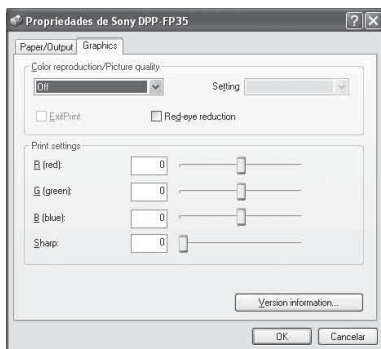 Propriedades de Sony DPP-FP35
Paper/Output Graphics
Color reproduction/Picture quality
Off Setting
ExifPrint Red-eye reduction
Print settings
R (red): 0
G (green): 0
B (blue): 0
Sharp: 0
Version information...
OK Cancelar